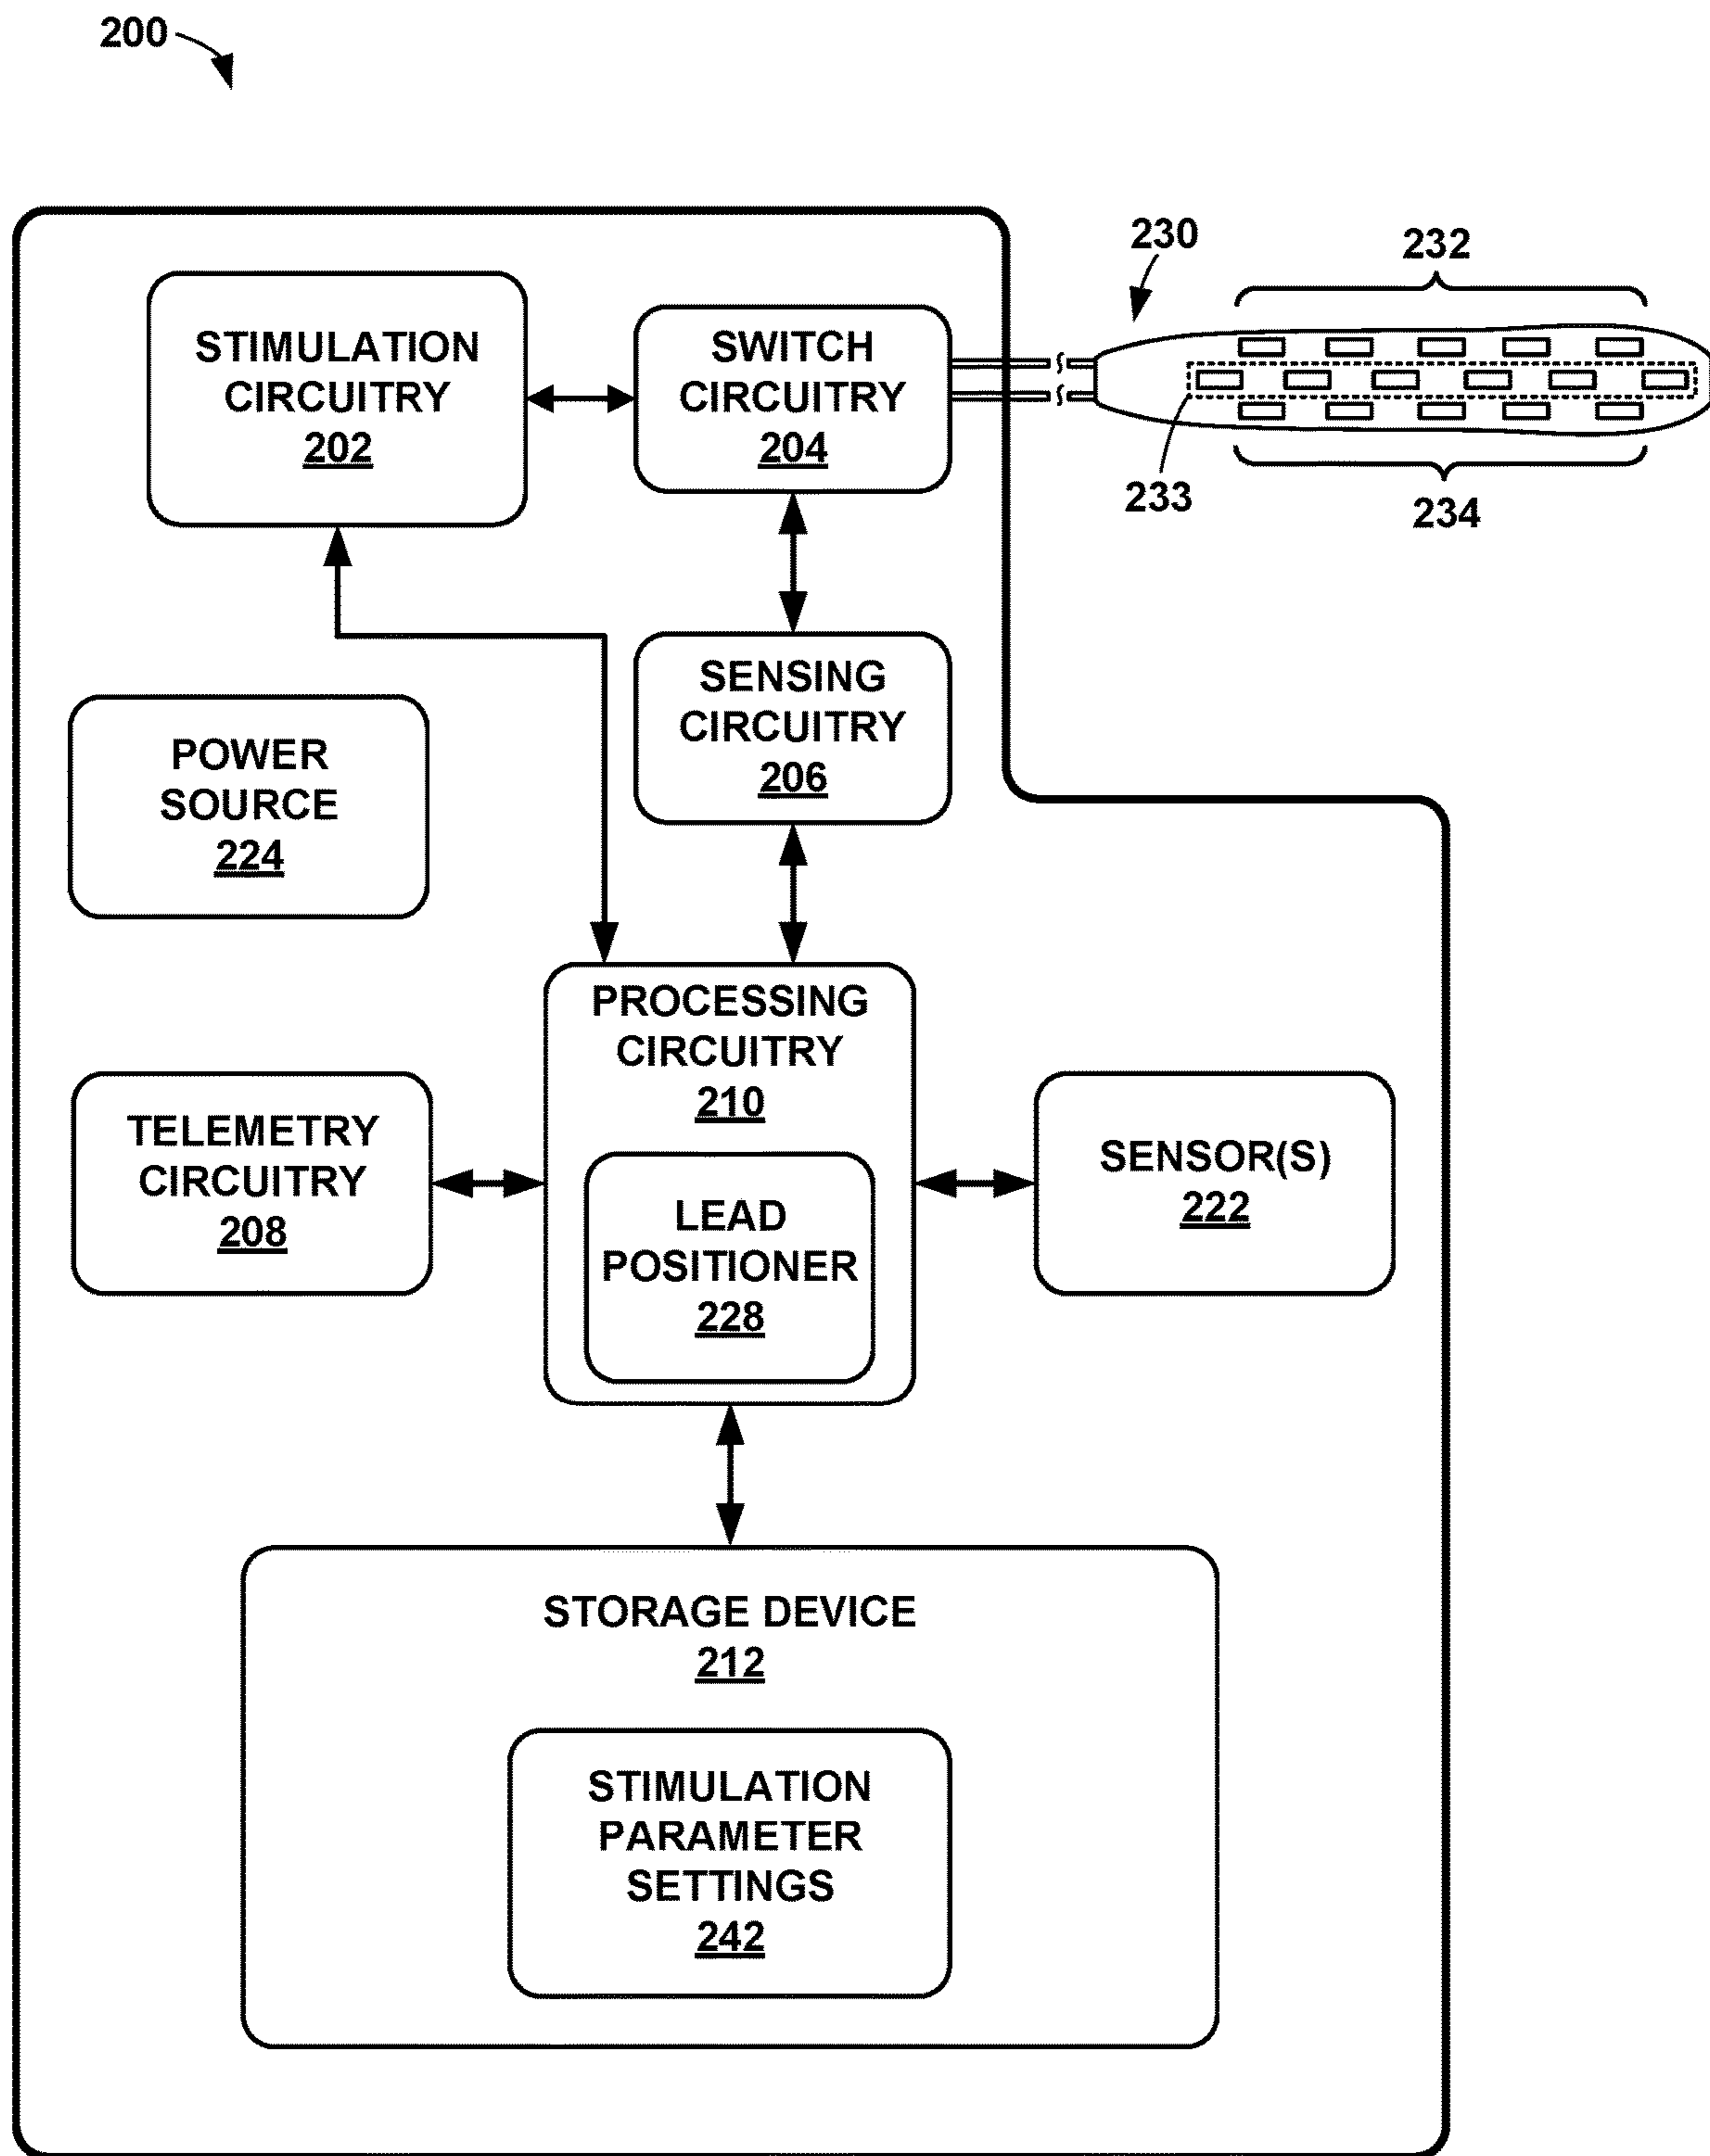 200
230
232
STIMULATION
CIRCUITRY
202
SWITCH
CIRCUITRY
204
233
234
SENSING
CIRCUITRY
206
POWER
SOURCE
224
PROCESSING
CIRCUITRY
210
TELEMETRY
CIRCUITRY
208
LEAD
POSITIONER
228
SENSOR(S)
222
STORAGE DEVICE
212
STIMULATION
PARAMETER
SETTINGS
242